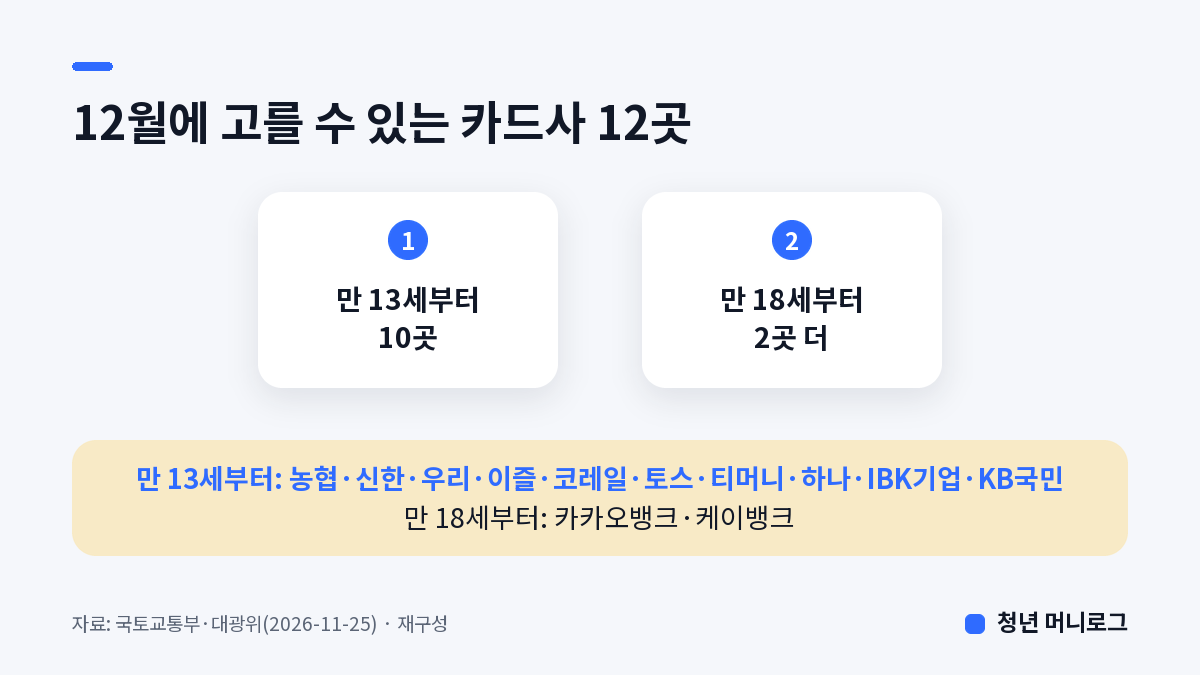 12월에 고를 수 있는 카드사 12곳
1
만 13세부터
10곳
2
만 18세부터
2곳 더
만 13세부터: 농협·신한·우리·이즐·코레일·토스·티머니·하나·IBK기업·KB국민
만 18세부터: 카카오뱅크·케이뱅크
자료: 국토교통부·대광위(2026-11-25) · 재구성
청년 머니로그